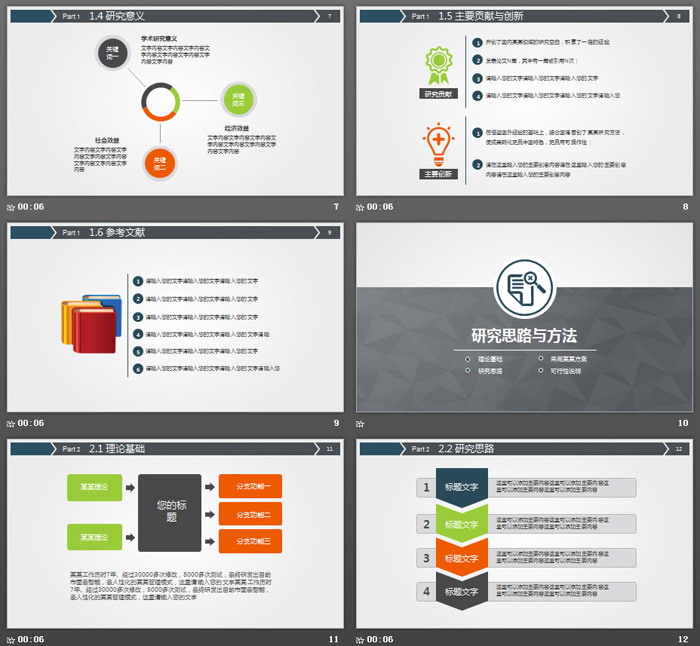 Part 1 1.4 研究意义 7
关键
词一
学术研究意义
文字内容文字内容文字内容文
字内容文字内容文字内容文字
内容文字内容
关键
词三
经济效益
文字内容文字内容文字内容文
字内容文字内容文字内容文字
内容文字内容
社会效益
文字内容文字内容文字
内容文字内容文字内容
文字内容文字内容文字
内容
关键
词二
00:06 7
Part 1 1.5 主要贡献与创新 8
研究贡献
1 开创了国内某某领域的研究空白,积累了一定的经验
2 发表论文N篇,其中有一篇被引用N次;
3 请输入您的文字请输入您的文字请输入您的文字
4 请输入您的文字请输入您的文字请输入您的文字请输入您
主要创新
1 在借鉴国外经验的基础上,结合国情首创了某某研究方法,
使成果转化更具中国特色,更具有可操作性;
2 请在这里输入您的主要创意内容请在这里输入您的主要创意
内容请在这里输入您的主要创意内容
00:06 8
Part 1 1.6 参考文献 9
1 请输入您的文字请输入您的文字请输入您的文字
2 请输入您的文字请输入您的文字请输入您的文字
3 请输入您的文字请输入您的文字请输入您的文字
4 请输入您的文字请输入您的文字请输入您的文字请输
5 请输入您的文字请输入您的文字请输入您的文字
6 请输入您的文字请输入您的文字请输入您的文字请输入您
00:06 9
研究思路与方法
理论基础 采用某某方案
研究思路 可行性说明
10
Part 2 2.1 理论基础 11
某某理论
某某理论
您的标
题
分支功能一
分支功能二
分支功能三
某某工作历时7年、经过30000多次修改,8000多次测试,最终研发出目前
市面最智能,最人性化的某某管理模式,这里请输入您的文字某某工作历时
7年、经过30000多次修改,8000多次测试,最终研发出目前市面最智能,
最人性化的某某管理模式,这里请输入您的文字
00:06 11
Part 2 2.2 研究思路 12
1 标题文字 这里可以添加主要内容这里可以添加主要内容这
里可以添加主要内容这里可以添加主要内容
2 标题文字 这里可以添加主要内容这里可以添加主要内容这
里可以添加主要内容这里可以添加主要内容
3 标题文字 这里可以添加主要内容这里可以添加主要内容这
里可以添加主要内容这里可以添加主要内容
4 标题文字 这里可以添加主要内容这里可以添加主要内容这
里可以添加主要内容这里可以添加主要内容
00:06 12